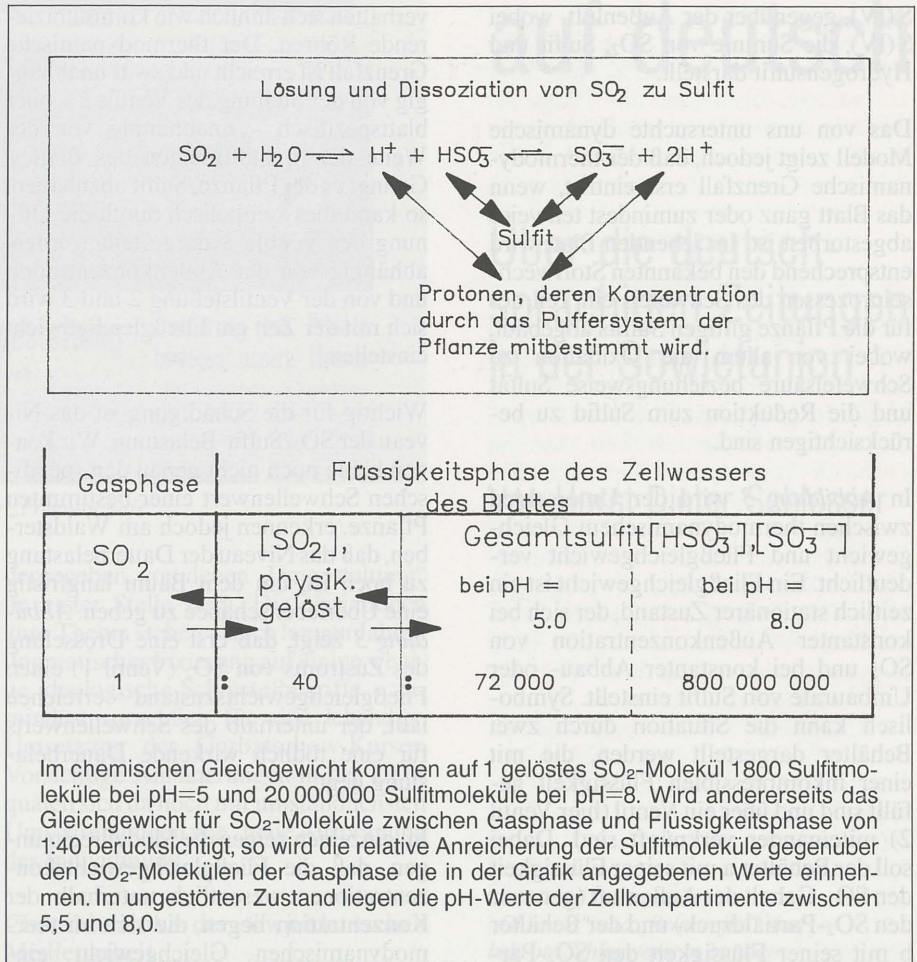 Lösung und Dissoziation von SO₂ zu Sulfit
SO₂ + H₂O ⟶ H⁺ + HSO₃⁻ ⇌ SO₃⁻⁻ + 2H⁺
Sulfit
Protonen, deren Konzentration
durch das Puffersystem der
Pflanze mitbestimmt wird.
Gasphase
Flüssigkeitsphase des Zellwassers
des Blattes
SO₂
[SO₂],
physik.
gelöst
Gesamtsulfit [HSO₃⁻], [SO₃⁻⁻]
bei pH = bei pH =
5.0 8.0
1 : 40 : 72 000 800 000 000
Im chemischen Gleichgewicht kommen auf 1 gelöstes SO₂-Molekül 1800 Sulfitmo-
leküle bei pH=5 und 20 000 000 Sulfitmoleküle bei pH=8. Wird hierbei noch das
Gleichgewicht für SO₂-Moleküle zwischen Gasphase und Flüssigkeitsphase von
1:40 berücksichtigt, so wird die relative Anreicherung der Sulfitmoleküle gegenüber
den SO₂-Molekülen der Gasphase die in der Grafik angegebenen Werte einneh-
men. Im ungestörten Zustand liegen die pH-Werte der Zellkompartimente zwischen
5,5 und 8,0.